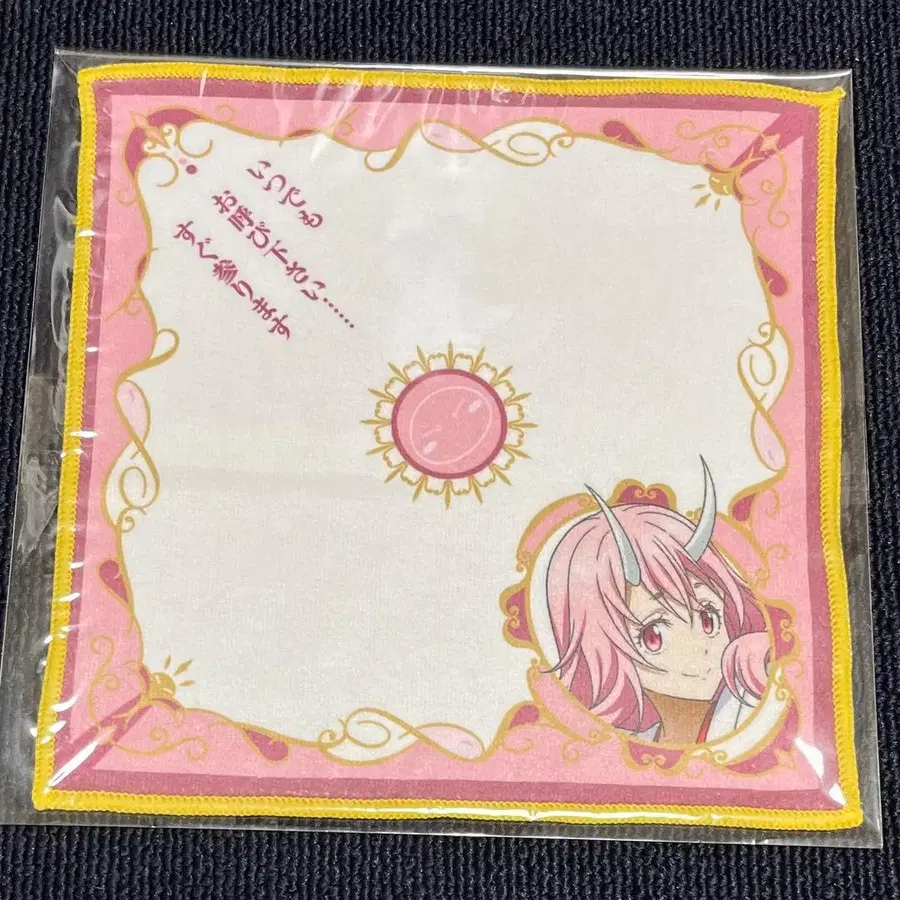 いつでも
お呼び下さい……
すぐ参ります